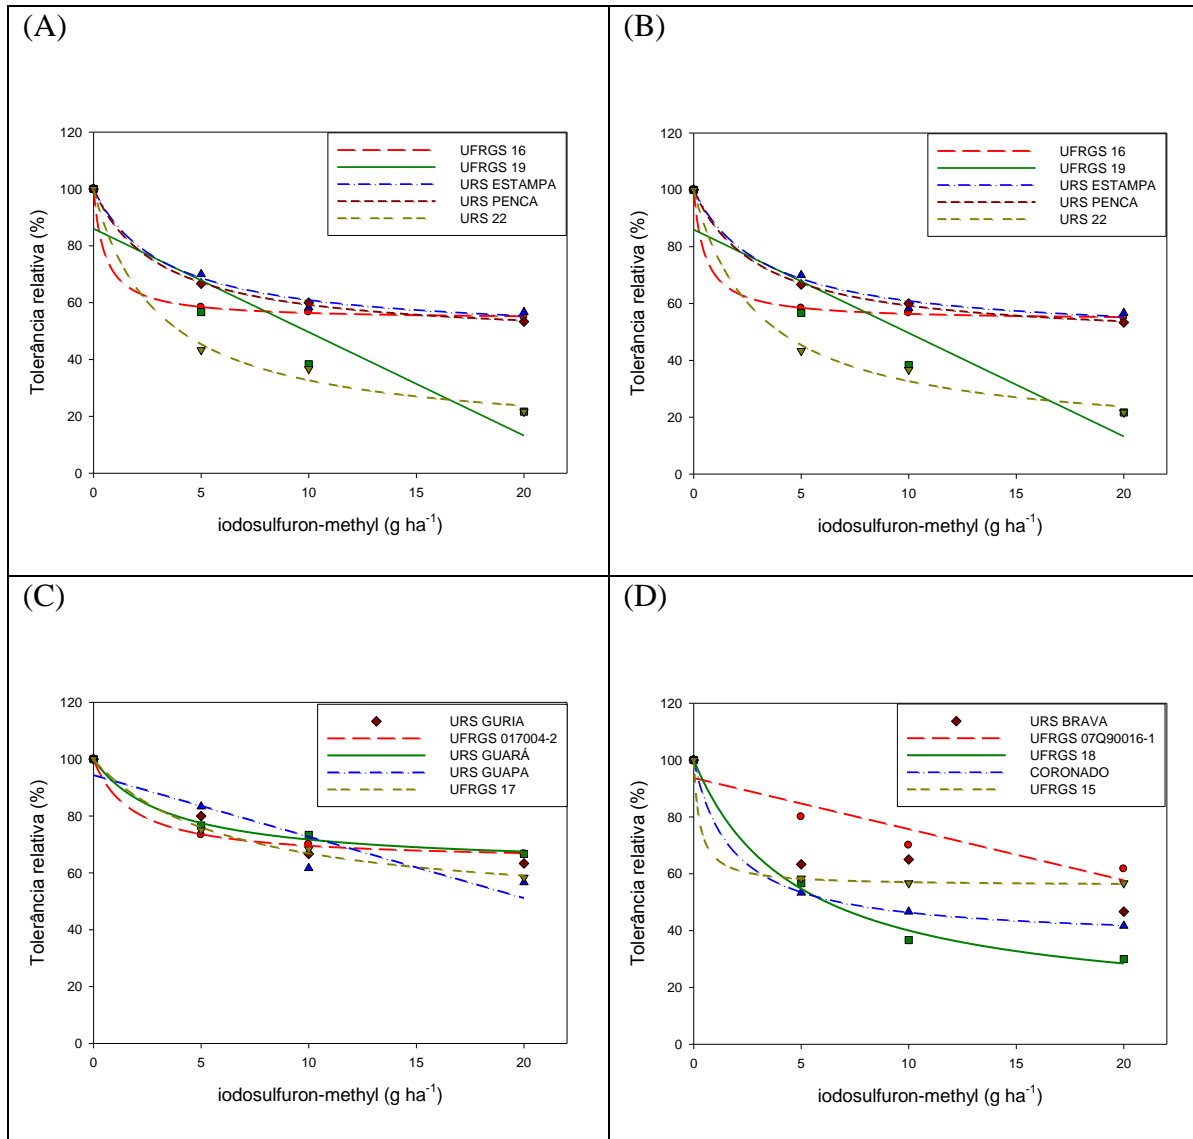 (A)
120
100
80
60
40
20
0
Tolerância relativa (%)
UFRGS 16
UFRGS 19
URS ESTAMPA
URS PENCA
URS 22
0 5 10 15 20
iodosulfuron-methyl (g ha-1)
(B)
120
100
80
60
40
20
0
Tolerância relativa (%)
UFRGS 16
UFRGS 19
URS ESTAMPA
URS PENCA
URS 22
0 5 10 15 20
iodosulfuron-methyl (g ha-1)
(C)
120
100
80
60
40
20
0
Tolerância relativa (%)
URS GURIA
UFRGS 017004-2
URS GUARÁ
URS GUAPA
UFRGS 17
0 5 10 15 20
iodosulfuron-methyl (g ha-1)
(D)
120
100
80
60
40
20
0
Tolerância relativa (%)
URS BRAVA
UFRGS 07Q90016-1
UFRGS 18
CORONADO
UFRGS 15
0 5 10 15 20
iodosulfuron-methyl (g ha-1)